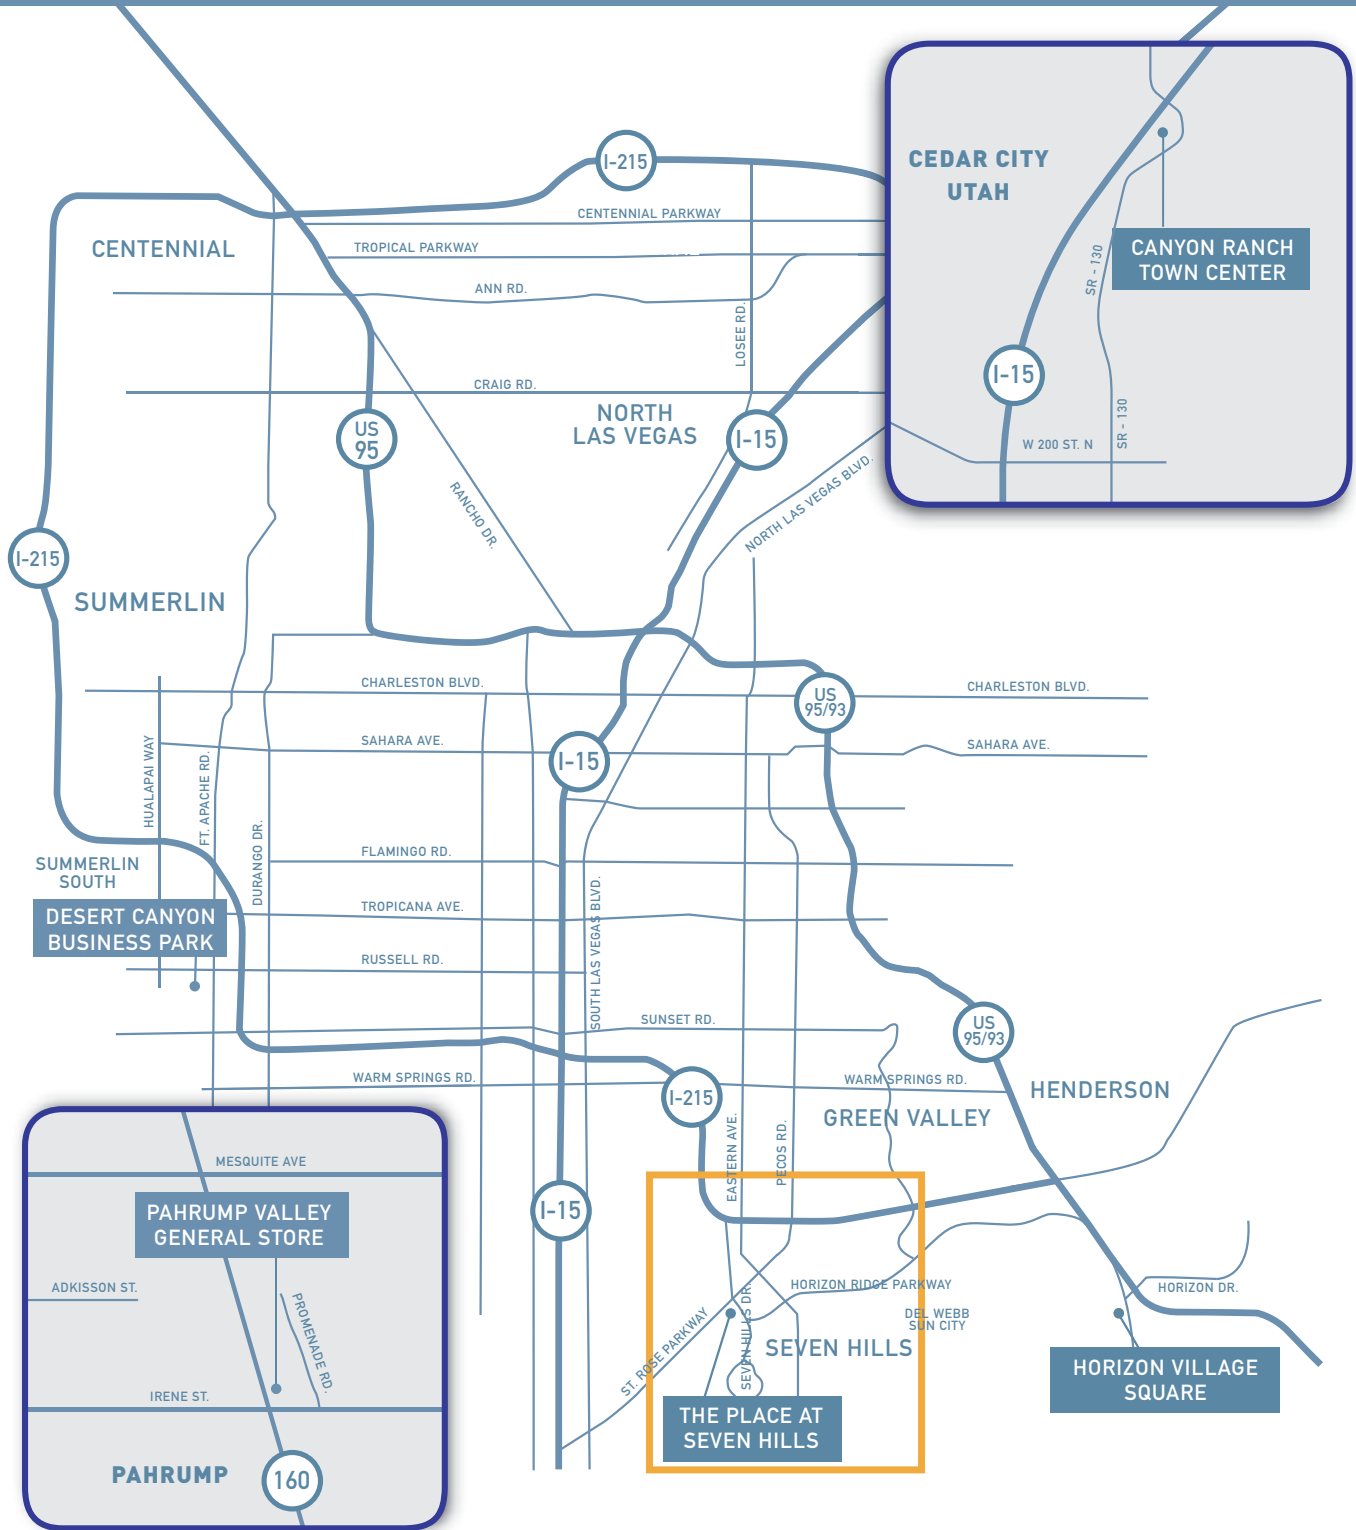 I-215
CEDAR CITY
UTAH
CENTENNIAL PARKWAY
CENTENNIAL
TROPICAL PARKWAY
CANYON RANCH
TOWN CENTER
SR - 130
ANN RD.
LOSEE RD.
I-15
CRAIG RD.
NORTH
LAS VEGAS
US
95
I-15
SR - 130
W 200 ST. N
RANCHO DR.
NORTH LAS VEGAS BLVD.
I-215
SUMMERLIN
CHARLESTON BLVD.
US
95/93
CHARLESTON BLVD.
SAHARA AVE.
SAHARA AVE.
I-15
HUALAPAI WAY
FT. APACHE RD.
DURANGO DR.
FLAMINGO RD.
SUMMERLIN
SOUTH
DESERT CANYON
BUSINESS PARK
TROPICANA AVE.
SOUTH LAS VEGAS BLVD.
RUSSELL RD.
SUNSET RD.
US
95/93
WARM SPRINGS RD.
WARM SPRINGS RD.
I-215
HENDERSON
GREEN VALLEY
EASTERN AVE.
PECOS RD.
MESQUITE AVE
PAHRUMP VALLEY
GENERAL STORE
I-15
ADKISSON ST.
PROMENADE RD.
HORIZON RIDGE PARKWAY
HORIZON DR.
DEL WEBB
SUN CITY
SEVEN HILLS DR.
ST. ROSE PARKWAY
SEVEN HILLS
HORIZON VILLAGE
SQUARE
IRENE ST.
THE PLACE AT
SEVEN HILLS
PAHRUMP
160